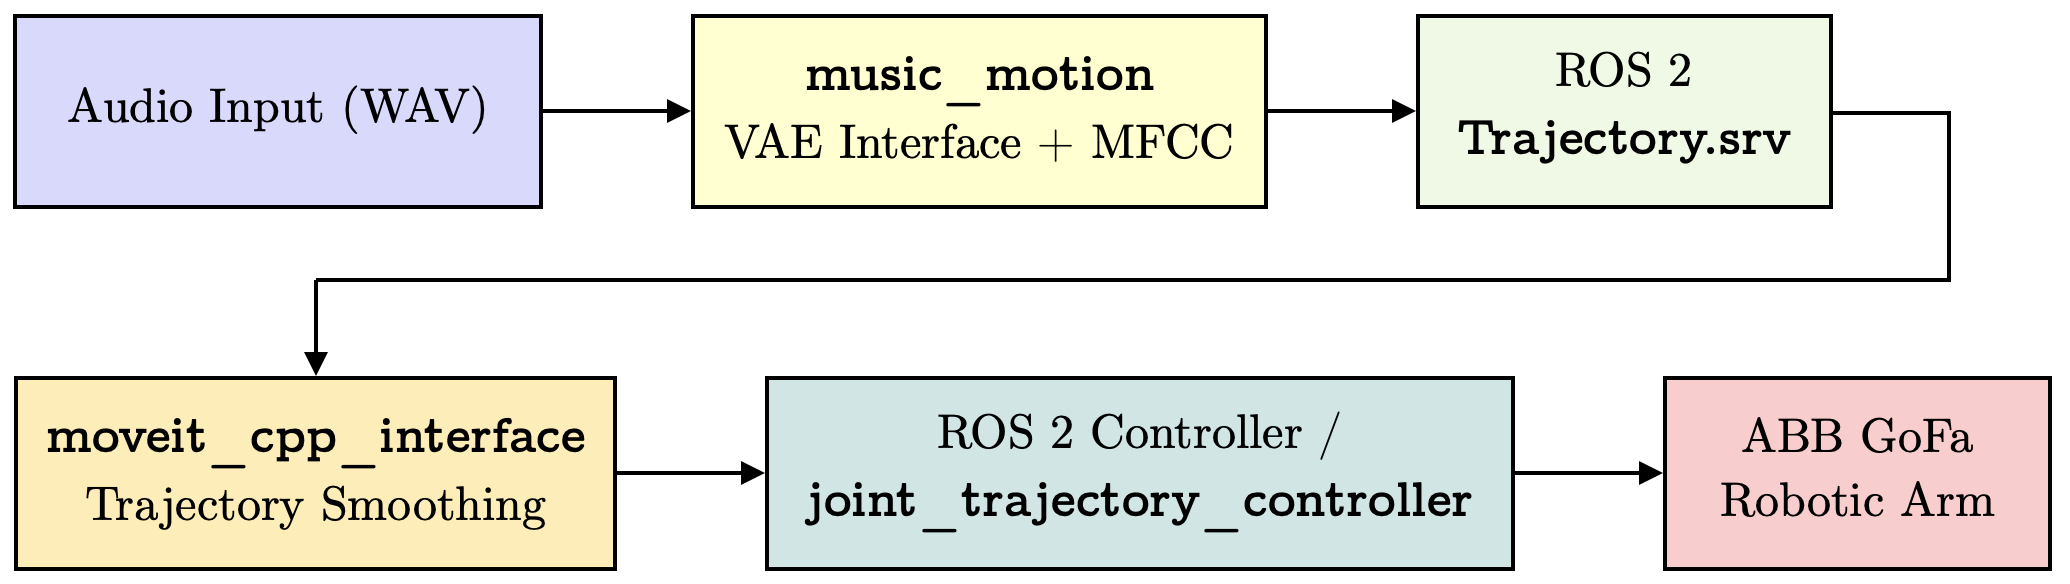 Audio Input (WAV)
music_motion
VAE Interface + MFCC
ROS 2
Trajectory.srv
moveit_cpp_interface
Trajectory Smoothing
ROS 2 Controller /
joint_trajectory_controller
ABB GoFa
Robotic Arm